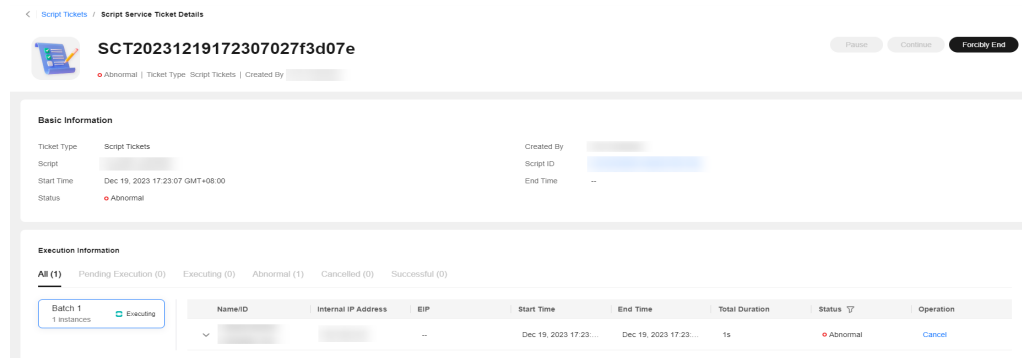 Script Tickets / Script Service Ticket Details
SCT20231219172307027f3d07e
Pause Continue Forcibly End
Abnormal | Ticket Type Script Tickets | Created By
Basic Information
Ticket Type Script Tickets Created By
Script Script ID
Start Time Dec 19, 2023 17:23:07 GMT+08:00 End Time --
Status Abnormal
Execution Information
All (1) Pending Execution (0) Executing (0) Abnormal (1) Cancelled (0) Successful (0)
Batch 1
1 instances
Executing
Name/ID Internal IP Address EIP Start Time End Time Total Duration Status Operation
-- Dec 19, 2023 17:23:... Dec 19, 2023 17:23:... 1s Abnormal Cancel